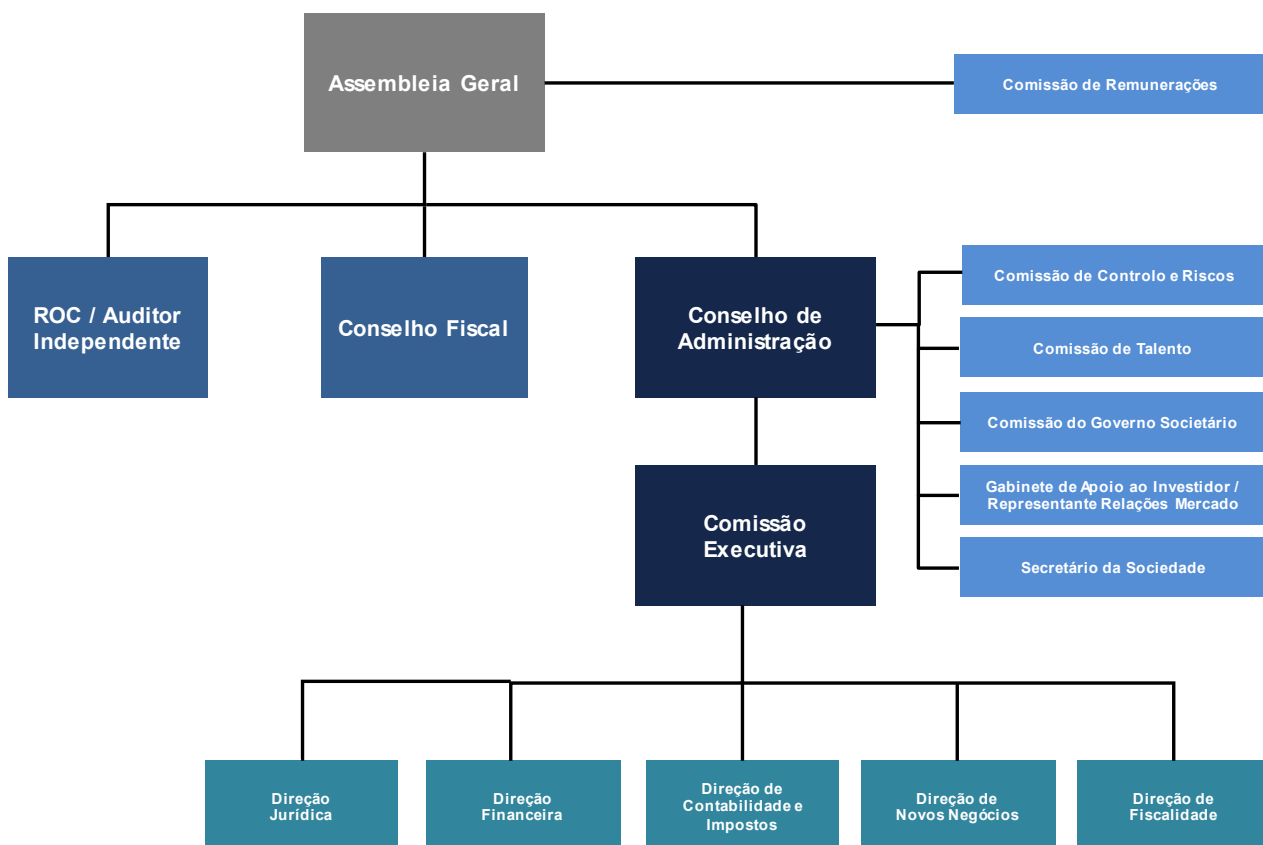 Assembleia Geral
Comissão de Remunerações
ROC / Auditor
Independente
Conselho Fiscal
Conselho de
Administração
Comissão de Controlo e Riscos
Comissão de Talento
Comissão do Governo Societário
Gabinete de Apoio ao Investidor /
Representante Relações Mercado
Secretário da Sociedade
Comissão
Executiva
Direção
Jurídica
Direção
Financeira
Direção de
Contabilidade e
Impostos
Direção de
Novos Negócios
Direção de
Fiscalidade